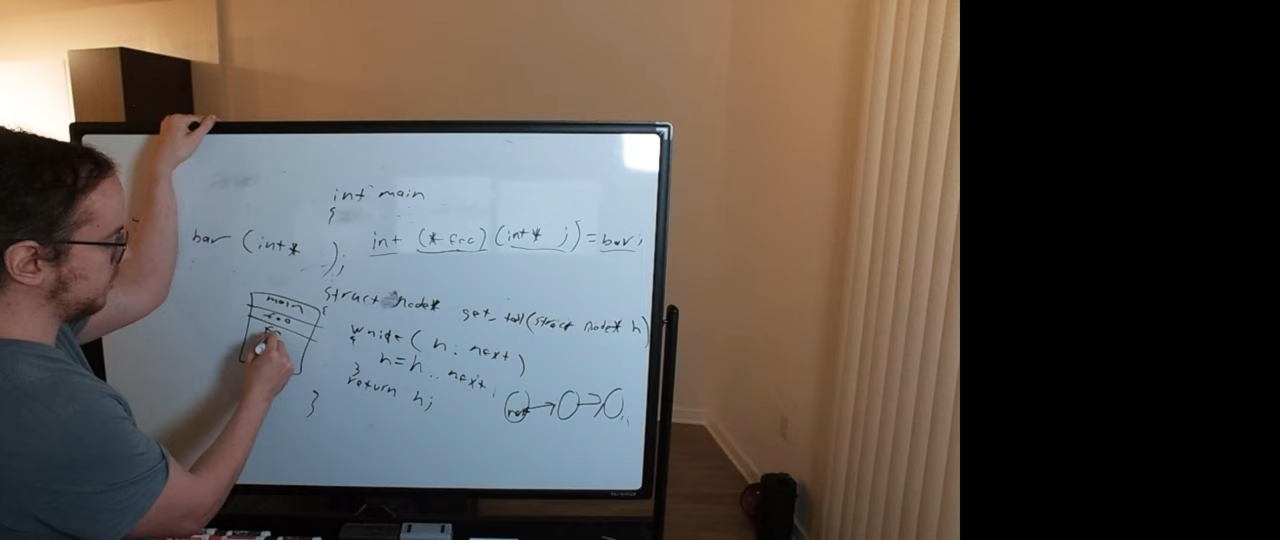 int main
{
bar (int* );
int (*foo) (int* j) = bar;
struct node* get_tail(struct node* h)
{
while ( h . next )
{
h = h . . next ;
}
return h;
}
main
foo